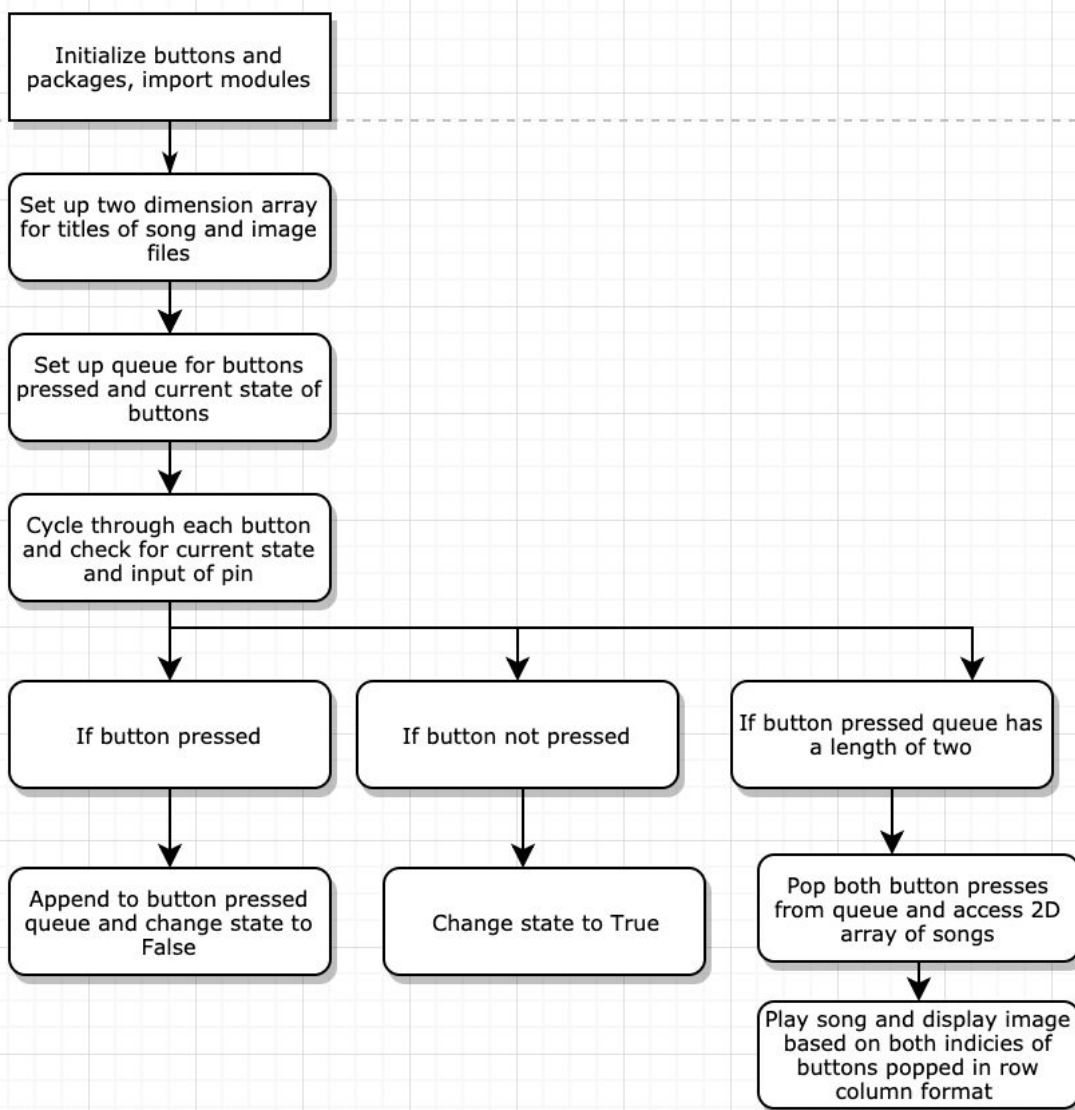 Initialize buttons and
packages, import modules
Set up two dimension array
for titles of song and image
files
Set up queue for buttons
pressed and current state of
buttons
Cycle through each button
and check for current state
and input of pin
If button pressed
If button not pressed
If button pressed queue has
a length of two
Append to button pressed
queue and change state to
False
Change state to True
Pop both button presses
from queue and access 2D
array of songs
Play song and display image
based on both indicies of
buttons popped in row
column format